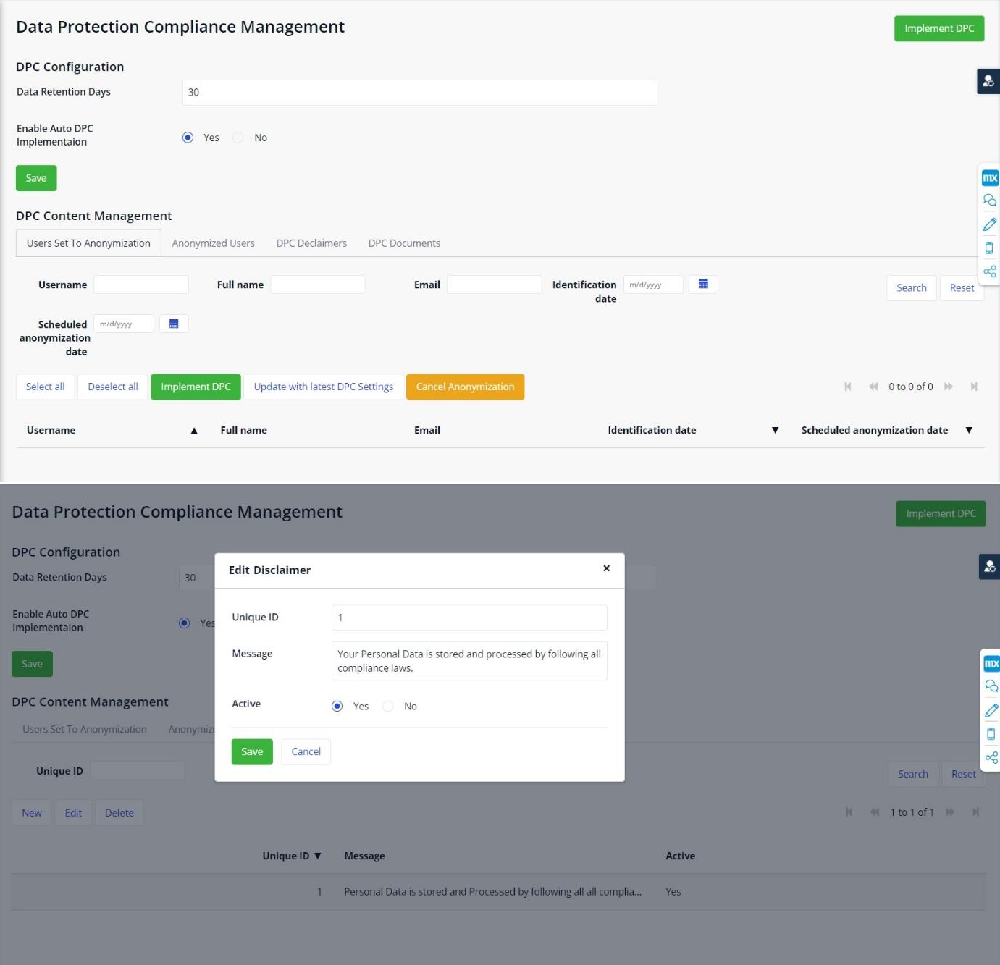 Data Protection Compliance Management
Implement DPC
DPC Configuration
Data Retention Days
30
Enable Auto DPC
Implementaion
Yes
No
Save
mx
DPC Content Management
Users Set To Anonymization
Anonymized Users
DPC Declaimers
DPC Documents
Username
Full name
Email
Identification
date
m/d/yyyy
Search
Reset
Scheduled
anonymization
date
m/d/yyyy
Select all
Deselect all
Implement DPC
Update with latest DPC Settings
Cancel Anonymization
0 to 0 of 0
Username
Full name
Email
Identification date
Scheduled anonymization date
Data Protection Compliance Management
Implement DPC
DPC Configuration
Data Retention Days
30
Enable Auto DPC
Implementaion
Yes
Save
DPC Content Management
Users Set To Anonymization
Anonymize
Edit Disclaimer
Unique ID
1
Message
Your Personal Data is stored and processed by following all
compliance laws.
Active
Yes
No
Save
Cancel
mx
Unique ID
Search
Reset
New
Edit
Delete
1 to 1 of 1
Unique ID
Message
Active
1
Personal Data is stored and Processed by following all all complia...
Yes